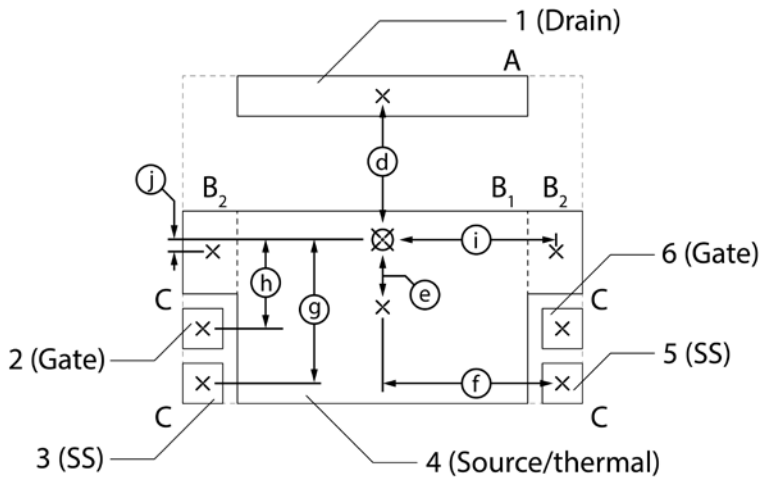 1 (Drain)
A
d
j
B2
B1
B2
i
6 (Gate)
e
h
g
C
C
2 (Gate)
5 (SS)
f
C
C
3 (SS)
4 (Source/thermal)